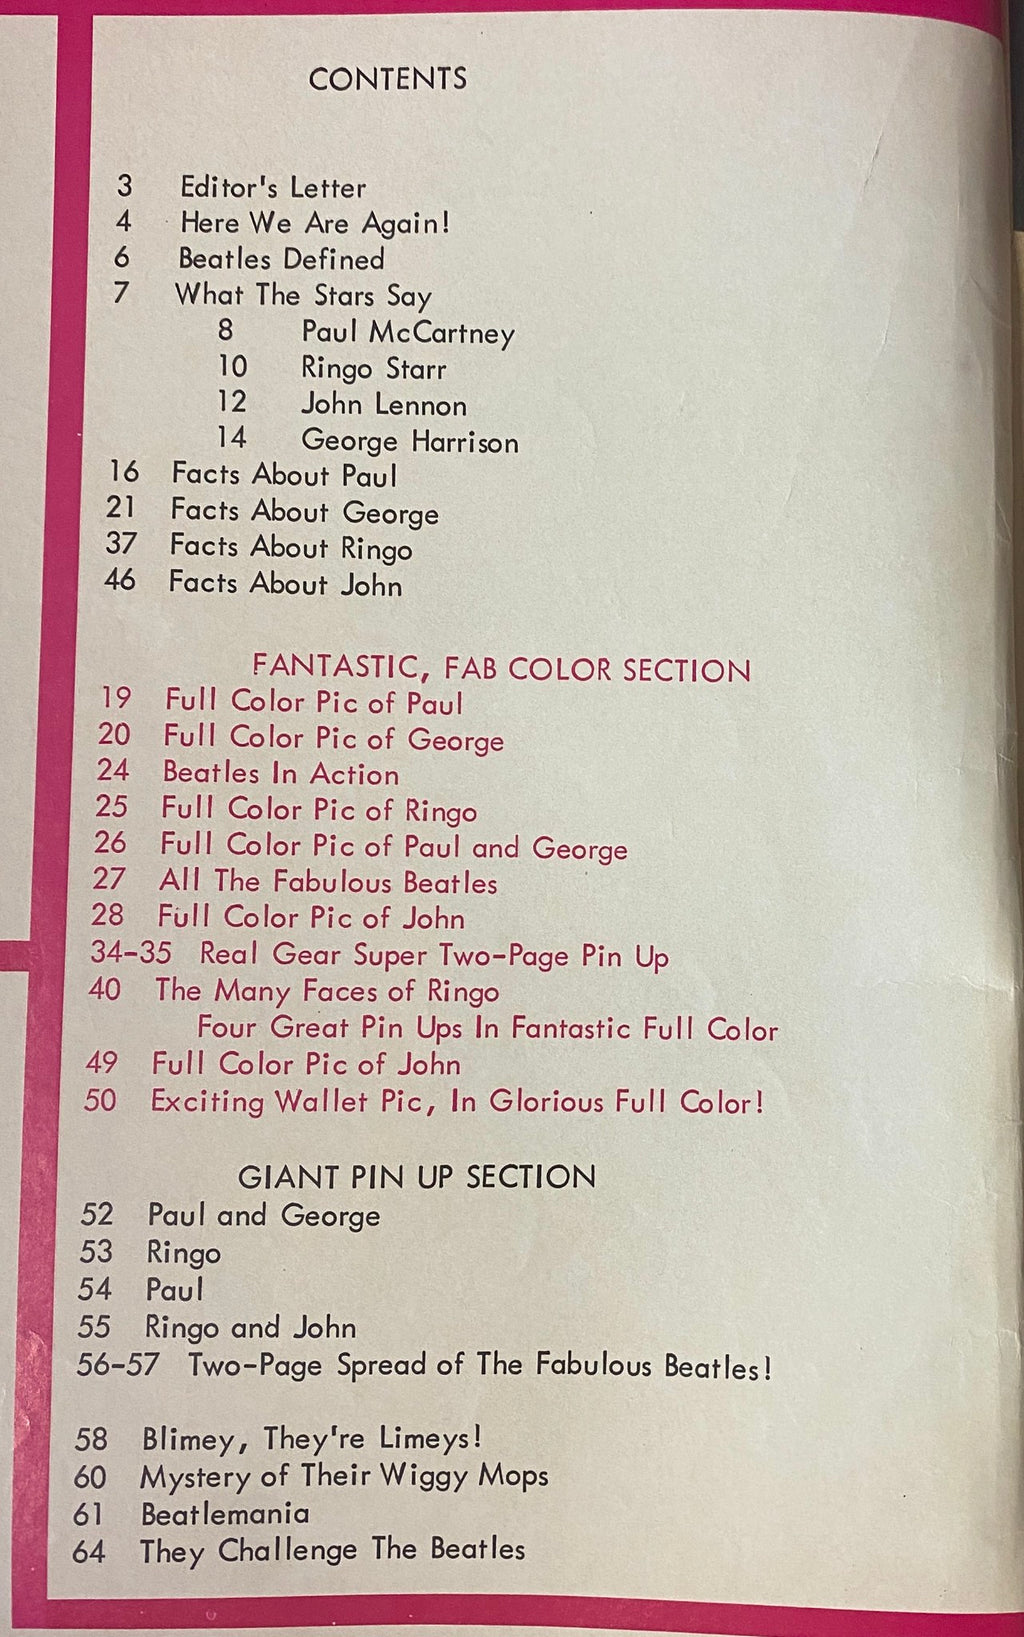 CONTENTS
3 Editor's Letter
4 Here We Are Again!
6 Beatles Defined
7 What The Stars Say
8 Paul McCartney
10 Ringo Starr
12 John Lennon
14 George Harrison
16 Facts About Paul
21 Facts About George
37 Facts About Ringo
46 Facts About John
FANTASTIC, FAB COLOR SECTION
19 Full Color Pic of Paul
20 Full Color Pic of George
24 Beatles In Action
25 Full Color Pic of Ringo
26 Full Color Pic of Paul and George
27 All The Fabulous Beatles
28 Full Color Pic of John
34-35 Real Gear Super Two-Page Pin Up
40 The Many Faces of Ringo
Four Great Pin Ups In Fantastic Full Color
49 Full Color Pic of John
50 Exciting Wallet Pic, In Glorious Full Color!
GIANT PIN UP SECTION
52 Paul and George
53 Ringo
54 Paul
55 Ringo and John
56-57 Two-Page Spread of The Fabulous Beatles!
58 Blimey, They're Limeys!
60 Mystery of Their Wiggy Mops
61 Beatlemania
64 They Challenge The Beatles